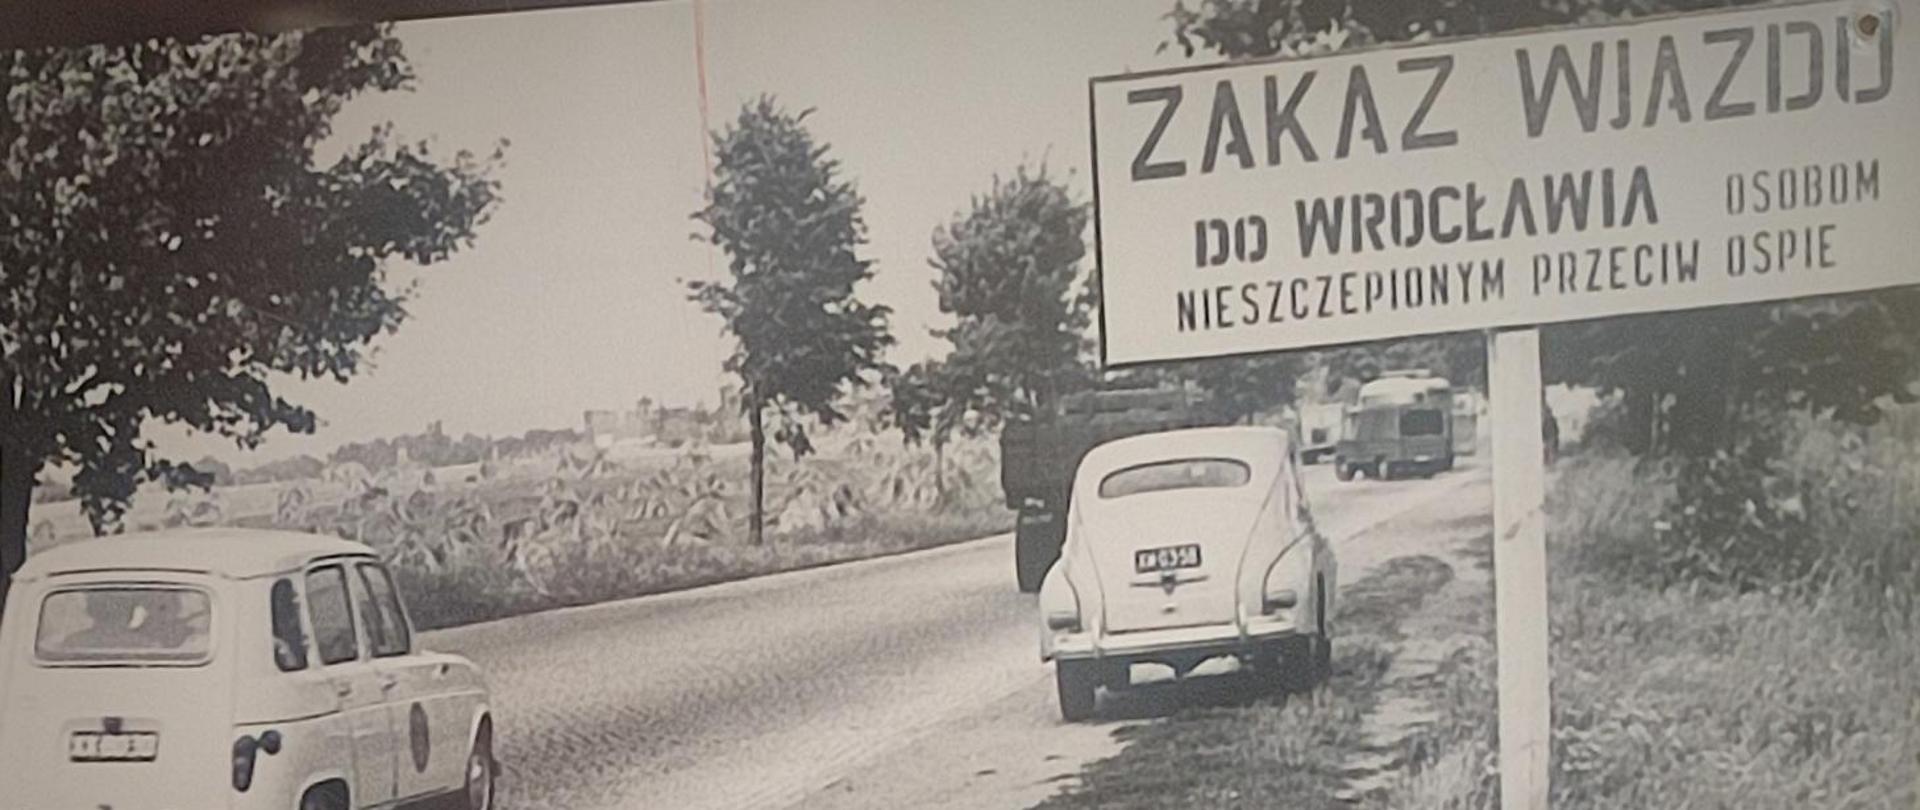 ZAKAZ WJAZDU
DO WROCŁAWIA OSOBOM
NIESZCZEPIONYM PRZECIW OSPIE